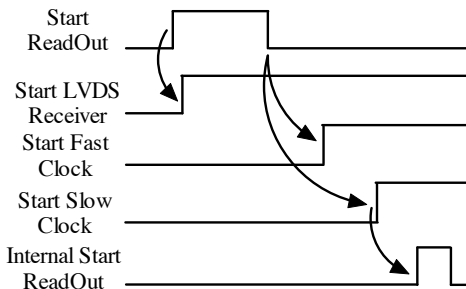 Start
ReadOut
Start LVDS
Receiver
Start Fast
Clock
Start Slow
Clock
Internal Start
ReadOut